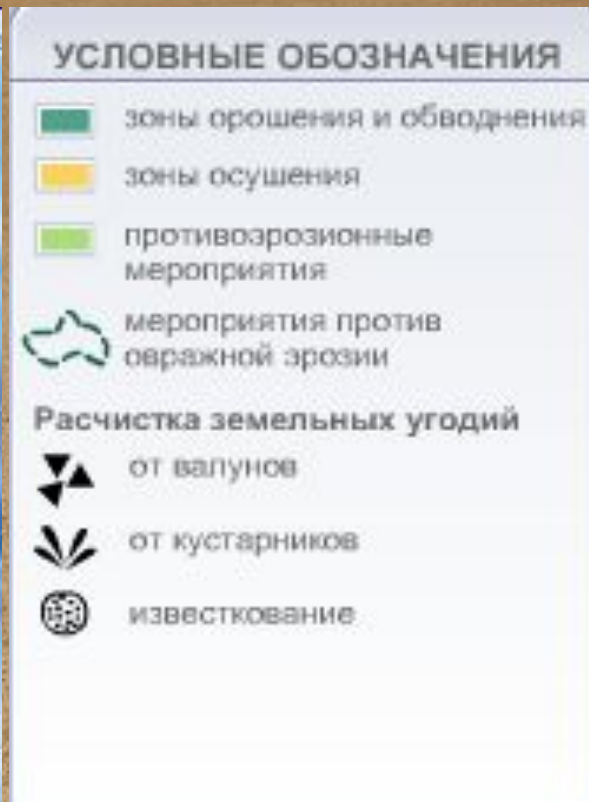 УСЛОВНЫЕ ОБОЗНАЧЕНИЯ
зоны орошения и обводнения
зоны осушения
противоэрозионные
мероприятия
мероприятия против
овражной эрозии
Расчистка земельных угодий
от валунов
от кустарников
известкование